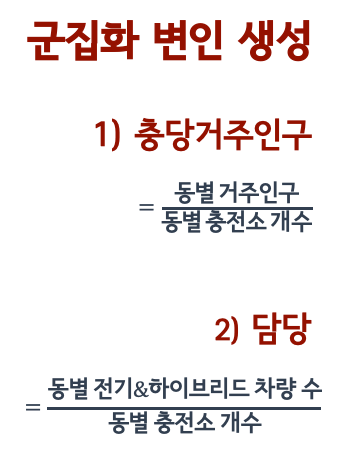 군집화 변인 생성
1) 충당거주인구
= 동별 거주인구
동별 충전소 개수
2) 담당
= 동별 전기&하이브리드 차량 수
동별 충전소 개수